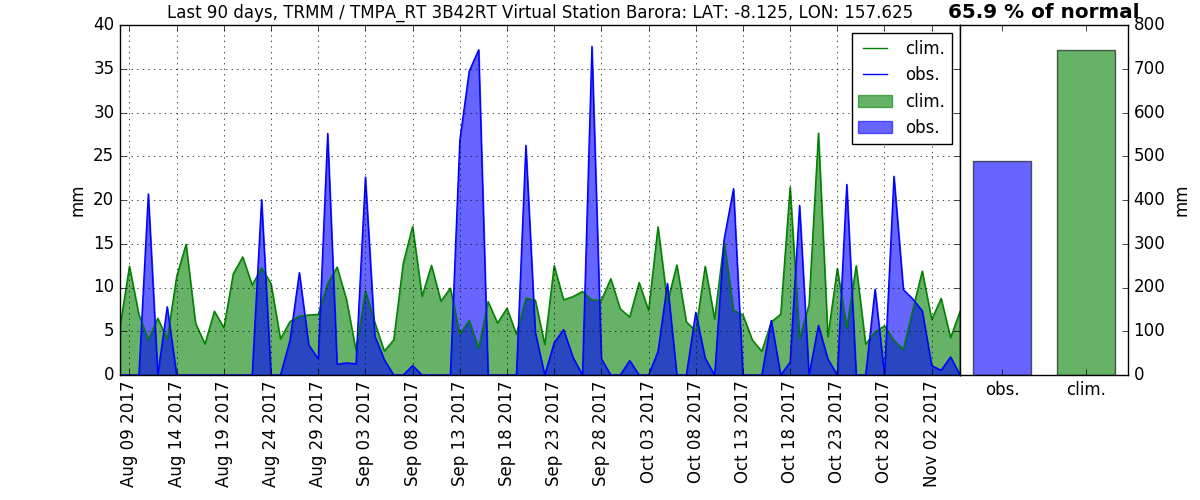 Last 90 days, TRMM / TMPA_RT 3B42RT Virtual Station Barora: LAT: -8.125, LON: 157.625
65.9 % of normal
40
35
30
25
20
15
10
5
0
mm
clim.
obs.
clim.
obs.
800
700
600
500
400
300
200
100
0
mm
Aug 09 2017
Aug 14 2017
Aug 19 2017
Aug 24 2017
Aug 29 2017
Sep 03 2017
Sep 08 2017
Sep 13 2017
Sep 18 2017
Sep 23 2017
Sep 28 2017
Oct 03 2017
Oct 08 2017
Oct 13 2017
Oct 18 2017
Oct 23 2017
Oct 28 2017
Nov 02 2017
obs.
clim.